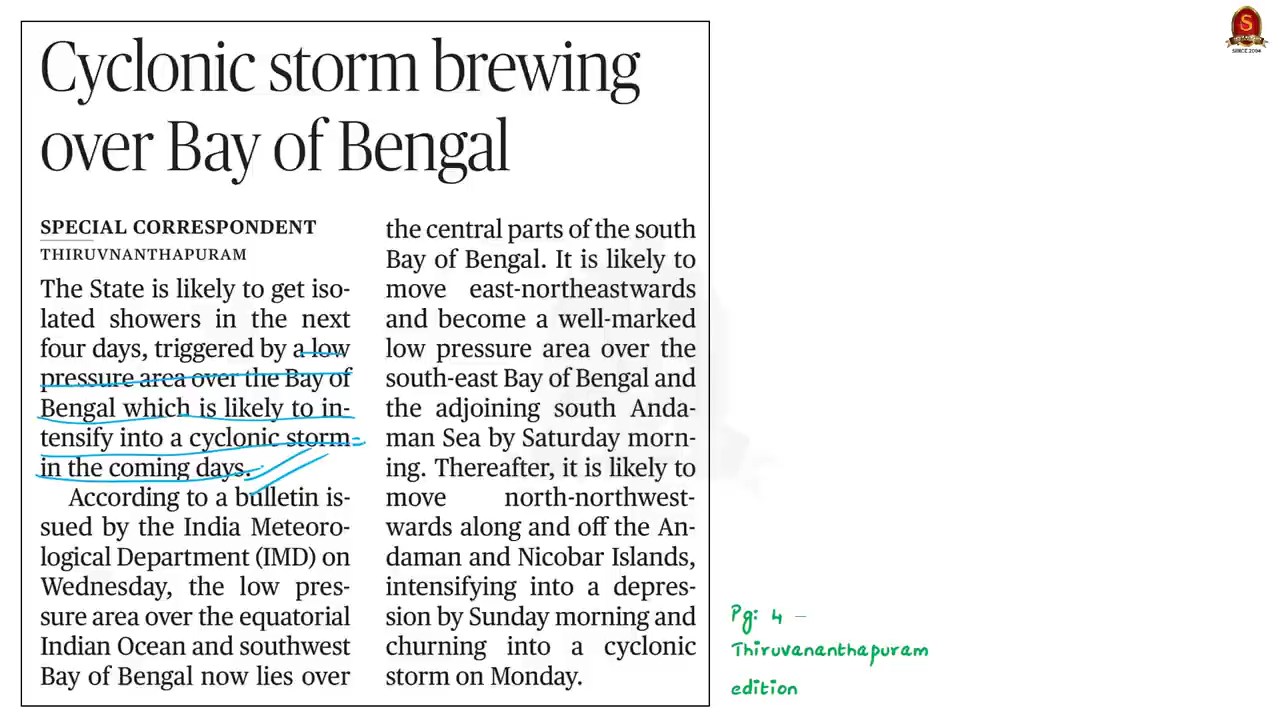 Cyclonic storm brewing
over Bay of Bengal
SPECIAL CORRESPONDENT
THIRUVNANTHAPURAM
The State is likely to get iso-
lated showers in the next
four days, triggered by a low
pressure area over the Bay of
Bengal which is likely to in-
tensify into a cyclonic storm
in the coming days.
According to a bulletin is-
sued by the India Meteoro-
logical Department (IMD) on
Wednesday, the low pres-
sure area over the equatorial
Indian Ocean and southwest
Bay of Bengal now lies over
the central parts of the south
Bay of Bengal. It is likely to
move east-northeastwards
and become a well-marked
low pressure area over the
south-east Bay of Bengal and
the adjoining south Anda-
man Sea by Saturday morn-
ing. Thereafter, it is likely to
move north-northwest-
wards along and off the An-
daman and Nicobar Islands,
intensifying into a depres-
sion by Sunday morning and
churning into a cyclonic
storm on Monday.
Pg: 4 –
Thiruvananthapuram
edition
S
SINCE 2004